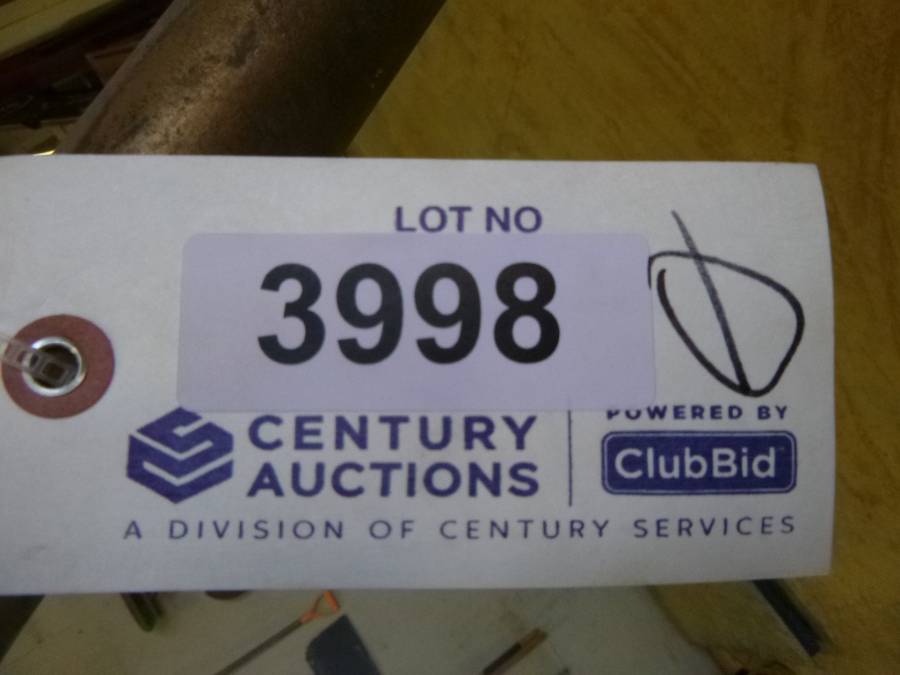 LOT NO
3998
CENTURY
AUCTIONS
POWERED BY
ClubBid
A DIVISION OF CENTURY SERVICES